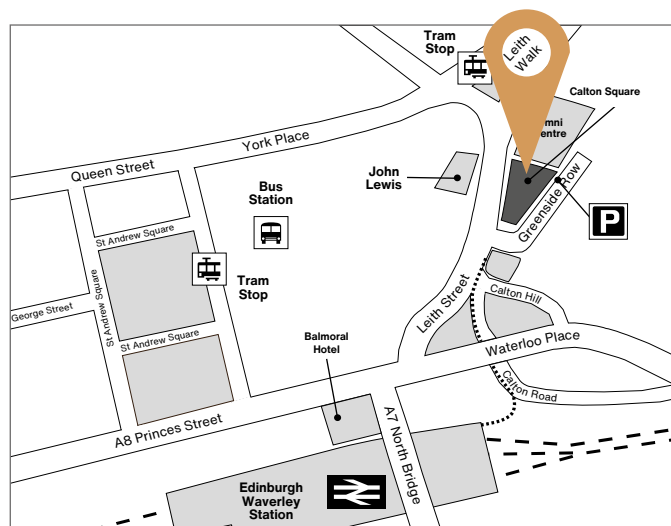 Tram
Stop
Leith
Walk
Calton Square
Omni
Centre
York Place
Queen Street
John
Lewis
Greenside Row
P
Bus
Station
St Andrew Square
St Andrew Square
Tram
Stop
George Street
Leith Street
Calton Hill
St Andrew Square
Balmoral
Hotel
Waterloo Place
Calton Road
A8 Princes Street
A7 North Bridge
Edinburgh
Waverley
Station